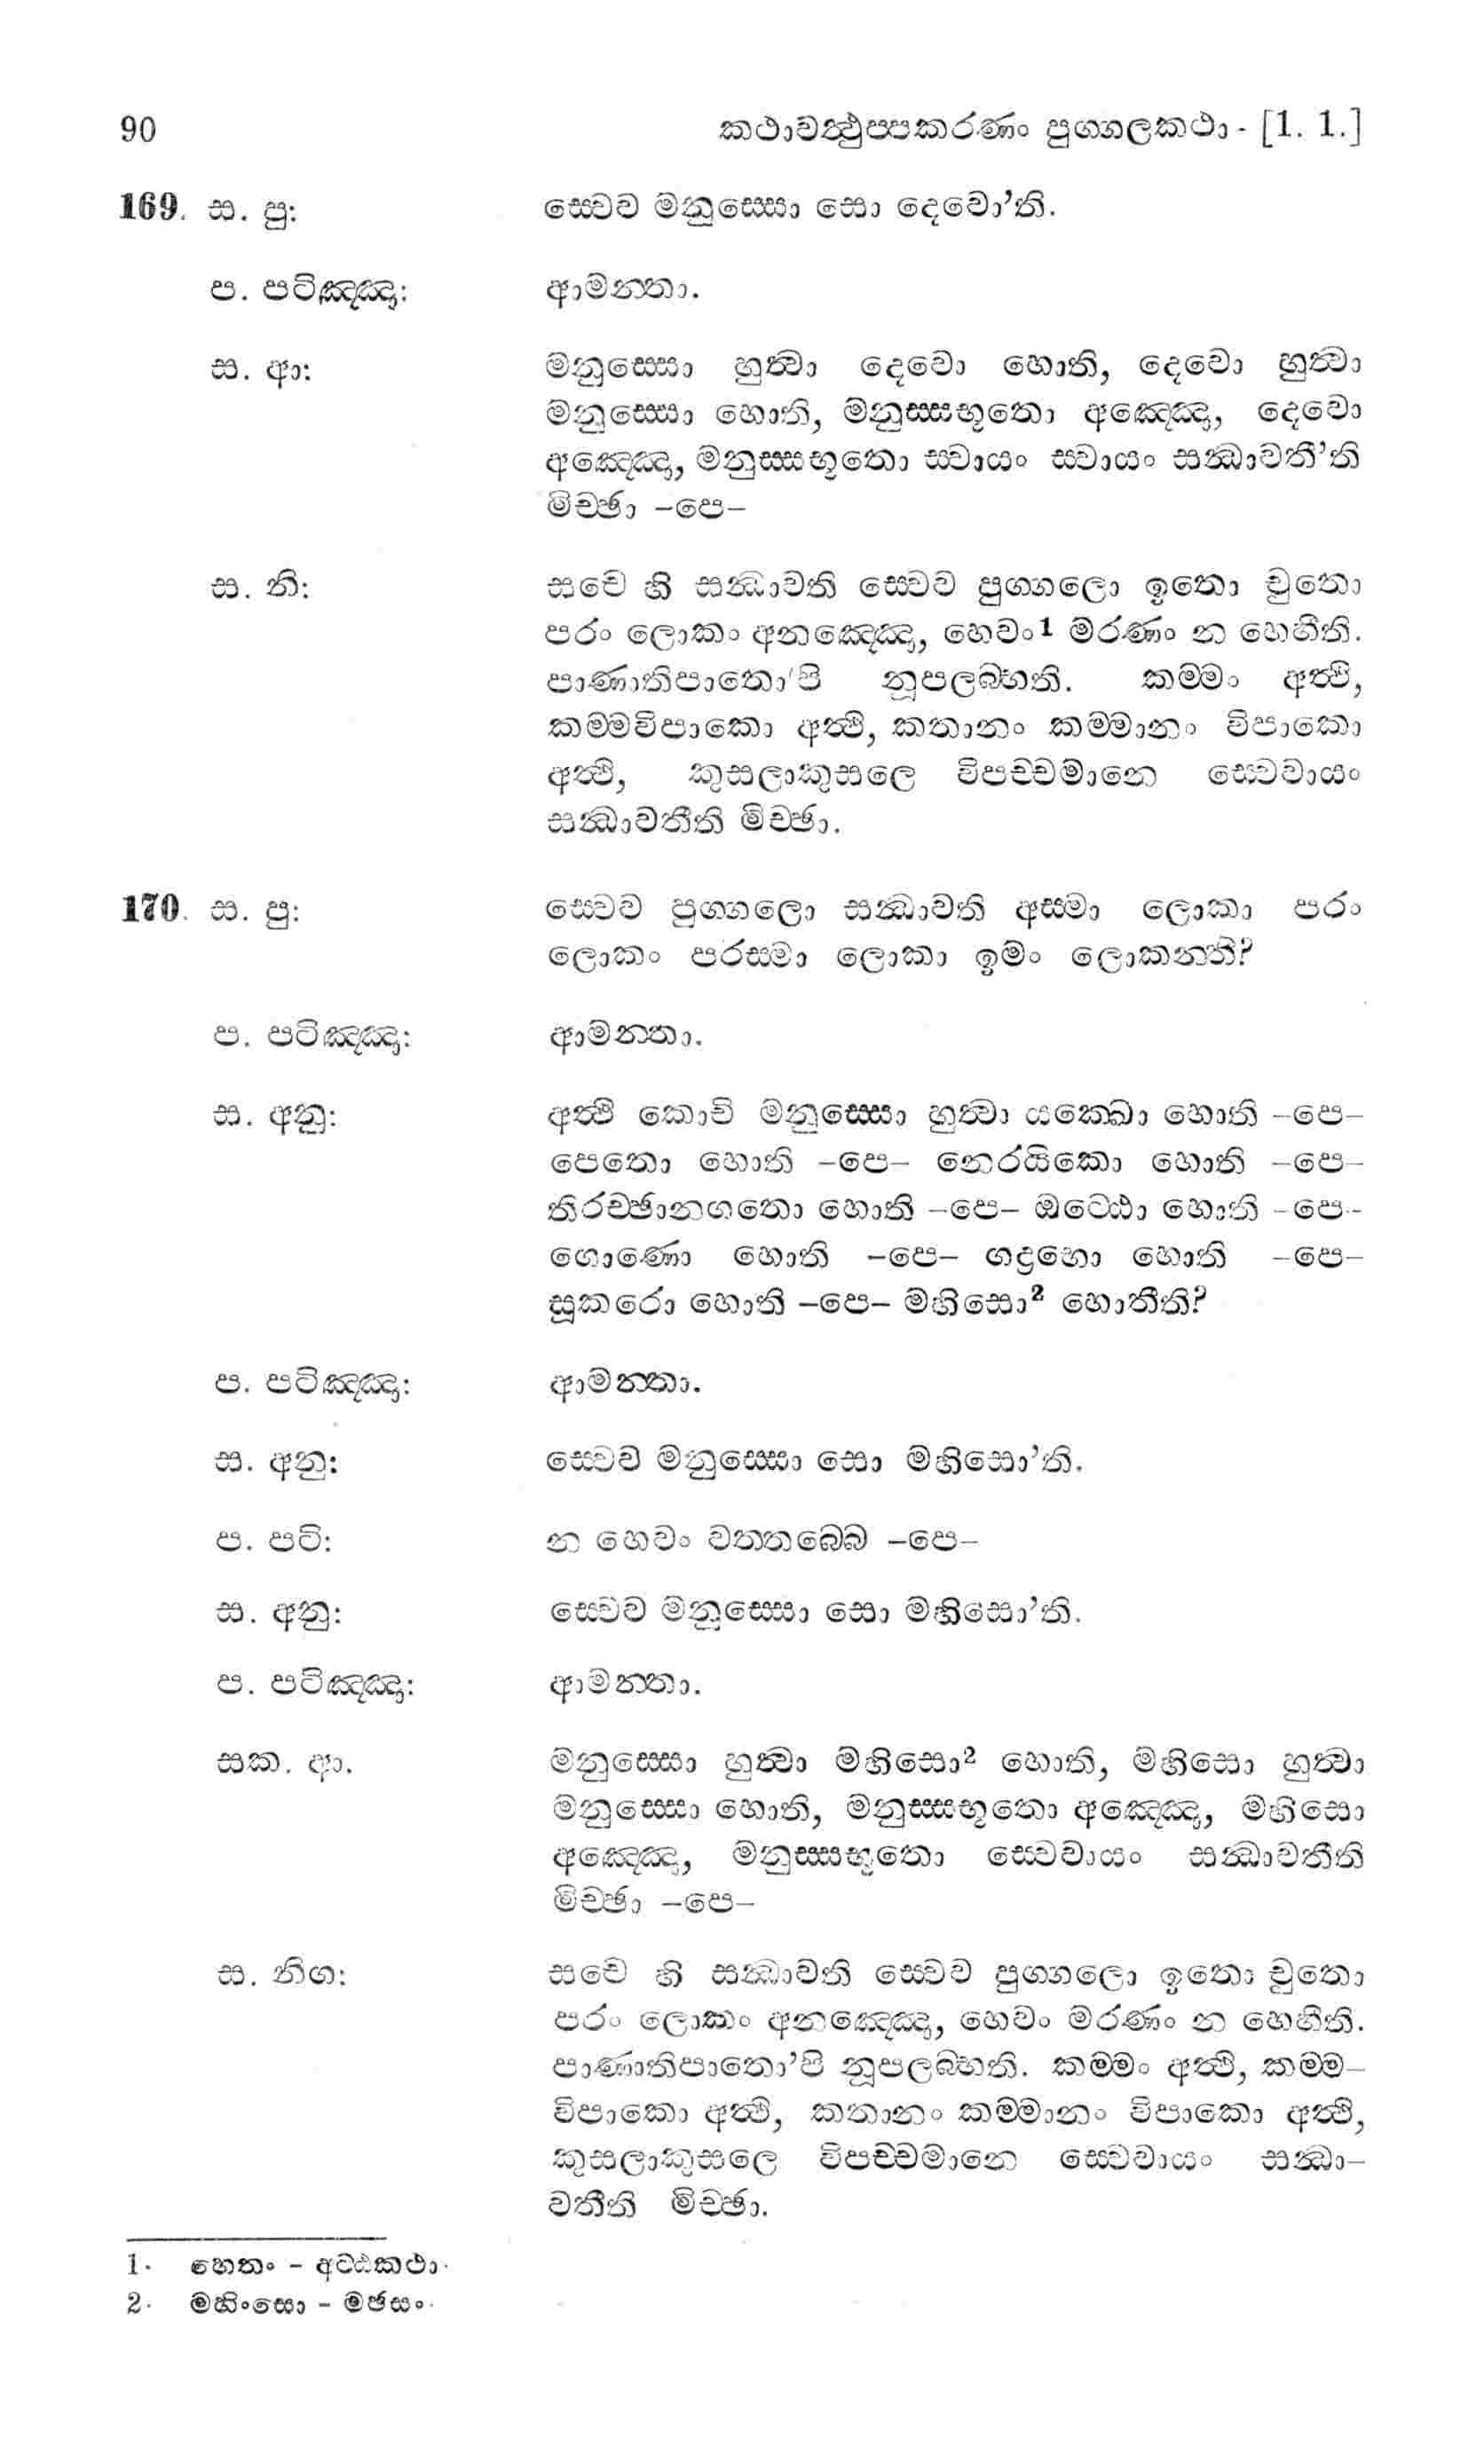 90 කථාවත්‍ථුප්පකරණං පුග්ගලකථා - [1. 1.]
169. ස. පු: ස්වෙව මනුස්සො සො දෙවො’ති.
ප. පටිඤ්ඤා: ආමන්තා.
ස. ආ: මනුස්සො හුත්‍වා දෙවො හොති, දෙවො හුත්‍වා
මනුස්සො හොති, මනුස්සභූතො අඤ්ඤො, දෙවො
අඤ්ඤො, මනුස්සභූතො ස්වායං ස්වායං සන්‍ධාවතී’ති
මිච්ඡා –පෙ–
ස. නි: සචෙ හි සන්‍ධාවති ස්වෙව පුග්ගලො ඉතො චුතො
පරං ලොකං අනඤ්ඤො, හෙවං1 මරණං න හෙහීති.
පාණාතිපාතො’පි නූපලබ්භති. කම්මං අත්‍ථි,
කම්මවිපාකො අත්‍ථි, කතානං කම්මානං විපාකො
අත්‍ථි, කුසලාකුසලෙ විපච්චමානෙ ස්වෙවායං
සන්‍ධාවතීති මිච්ඡා.
170. ස. පු: ස්වෙව පුග්ගලො සන්‍ධාවති අස්මා ලොකා පරං
ලොකං පරස්මා ලොකා ඉමං ලොකන්ති?
ප. පටිඤ්ඤා: ආමන්තා.
ස. අනු: අත්‍ථි කොචි මනුස්සො හුත්‍වා යක්ඛො හොති –පෙ–
පෙතො හොති –පෙ– නෙරයිකො හොති –පෙ–
තිරච්ඡානගතො හොති –පෙ– ඔට්ඨො හොති –පෙ–
ගොණො හොති –පෙ– ගද්‍රභො හොති –පෙ–
සූකරො හොති –පෙ– මහිසො2 හොතීති?
ප. පටිඤ්ඤා: ආමන්තා.
ස. අනු: ස්වෙව මනුස්සො සො මහිසො’ති.
ප. පටි: න හෙවං වත්තබ්බෙ –පෙ–
ස. අනු: ස්වෙව මනුස්සො සො මහිසො’ති.
ප. පටිඤ්ඤා: ආමන්තා.
සක. ආ. මනුස්සො හුත්‍වා මහිසො2 හොති, මහිසො හුත්‍වා
මනුස්සො හොති, මනුස්සභූතො අඤ්ඤො, මහිසො
අඤ්ඤො, මනුස්සභූතො ස්වෙවායං සන්‍ධාවතීති
මිච්ඡා –පෙ–
ස. නිග: සචෙ හි සන්‍ධාවති ස්වෙව පුග්ගලො ඉතො චුතො
පරං ලොකං අනඤ්ඤො, හෙවං මරණං න හෙහීති.
පාණාතිපාතො’පි නූපලබ්භති. කම්මං අත්‍ථි, කම්ම–
විපාකො අත්‍ථි, කතානං කම්මානං විපාකො අත්‍ථි,
කුසලාකුසලෙ විපච්චමානෙ ස්වෙවායං සන්‍ධා–
වතීති මිච්ඡා.
1. හෙතං - අට්ඨකථා.
2. මහිංසො - මජසං.